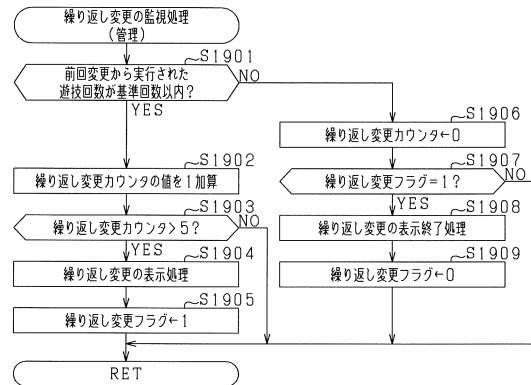 繰り返し変更の監視処理
(管理)
S1901
前回変更から実行された
遊技回数が基準回数以内?
NO
YES
S1902
繰り返し変更カウンタの値を1加算
S1903
繰り返し変更カウンタ>5?
NO
YES
S1904
繰り返し変更の表示処理
S1905
繰り返し変更フラグ←1
S1906
繰り返し変更カウンタ←0
S1907
繰り返し変更フラグ=1?
NO
YES
S1908
繰り返し変更の表示終了処理
S1909
繰り返し変更フラグ←0
RET